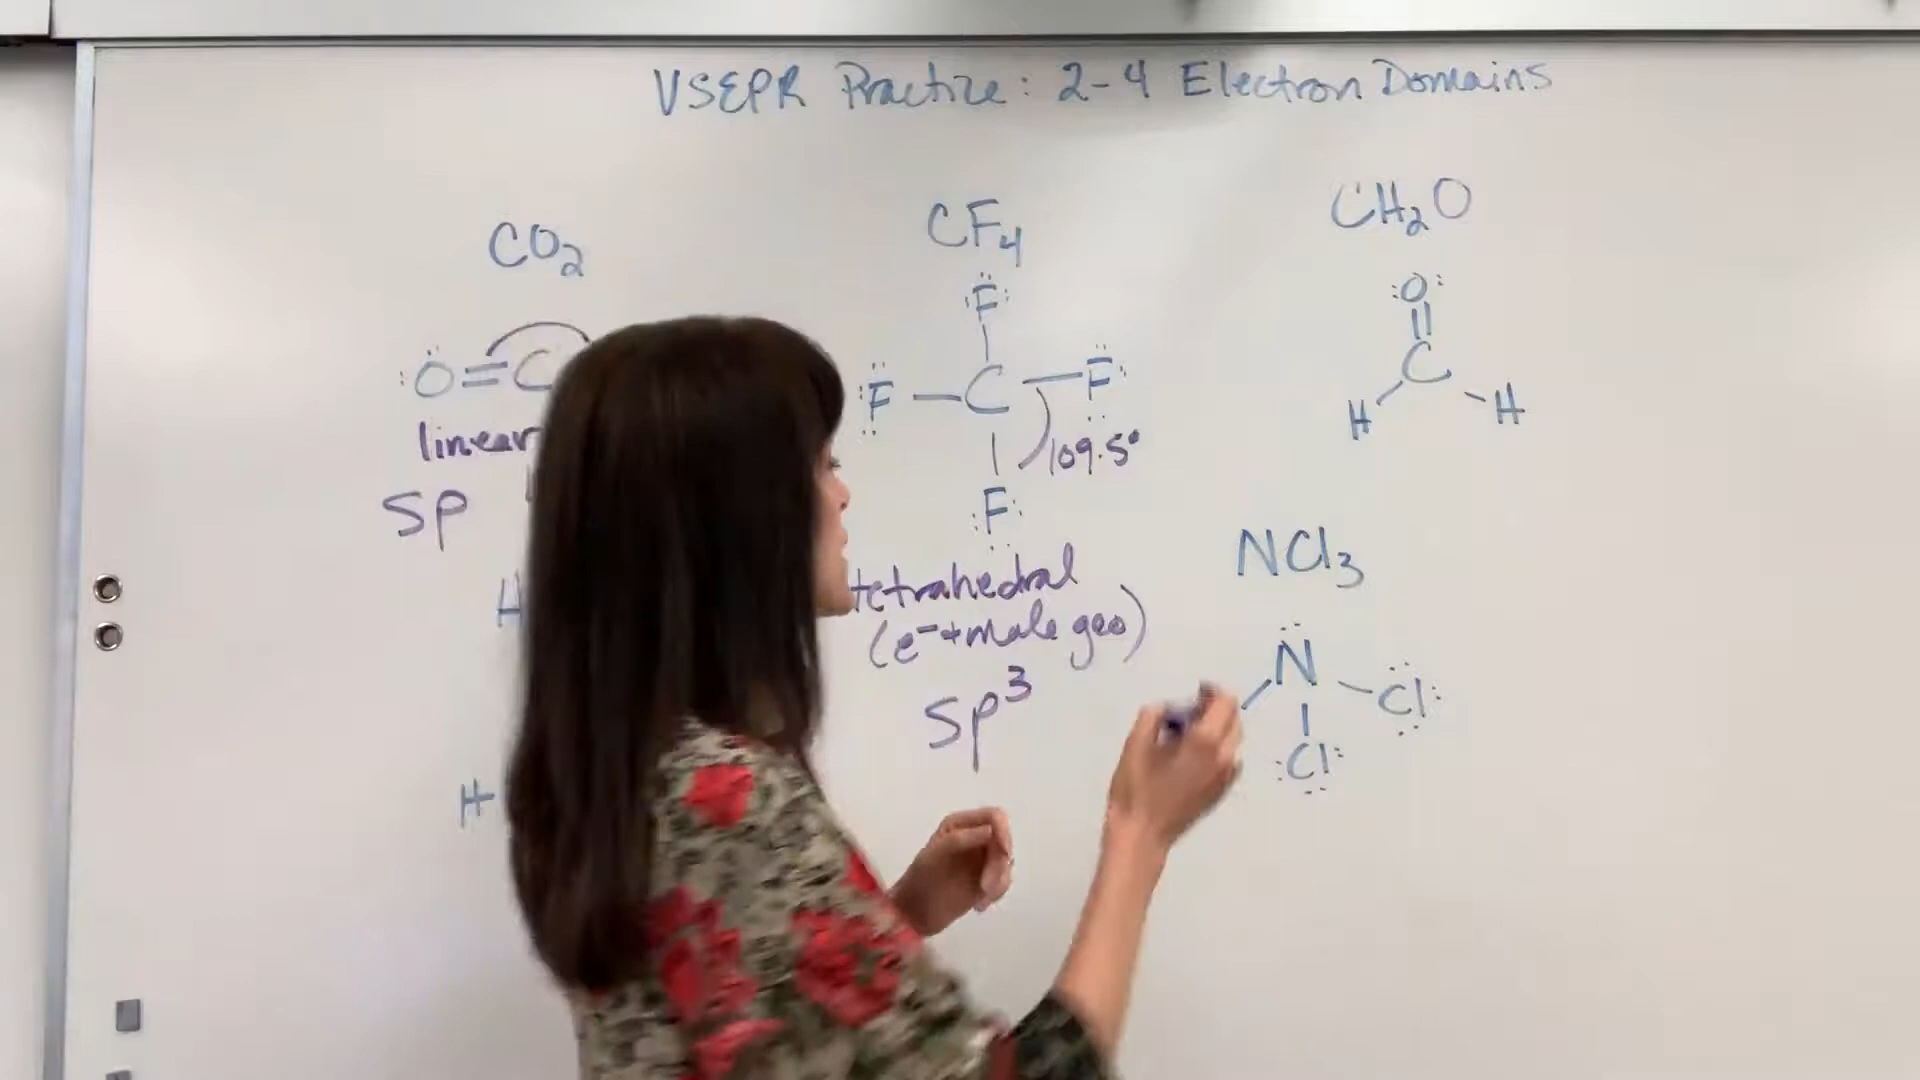 VSEPR Practice: 2-4 Electron Domains
CO₂
:O=C
linear
sp
H
H
CF₄
F
F-C-F
109.5°
F
tetrahedral
(e⁻+mole geo)
sp³
CH₂O
:O:
C
H H
NCl₃
N
Cl:
:Cl: